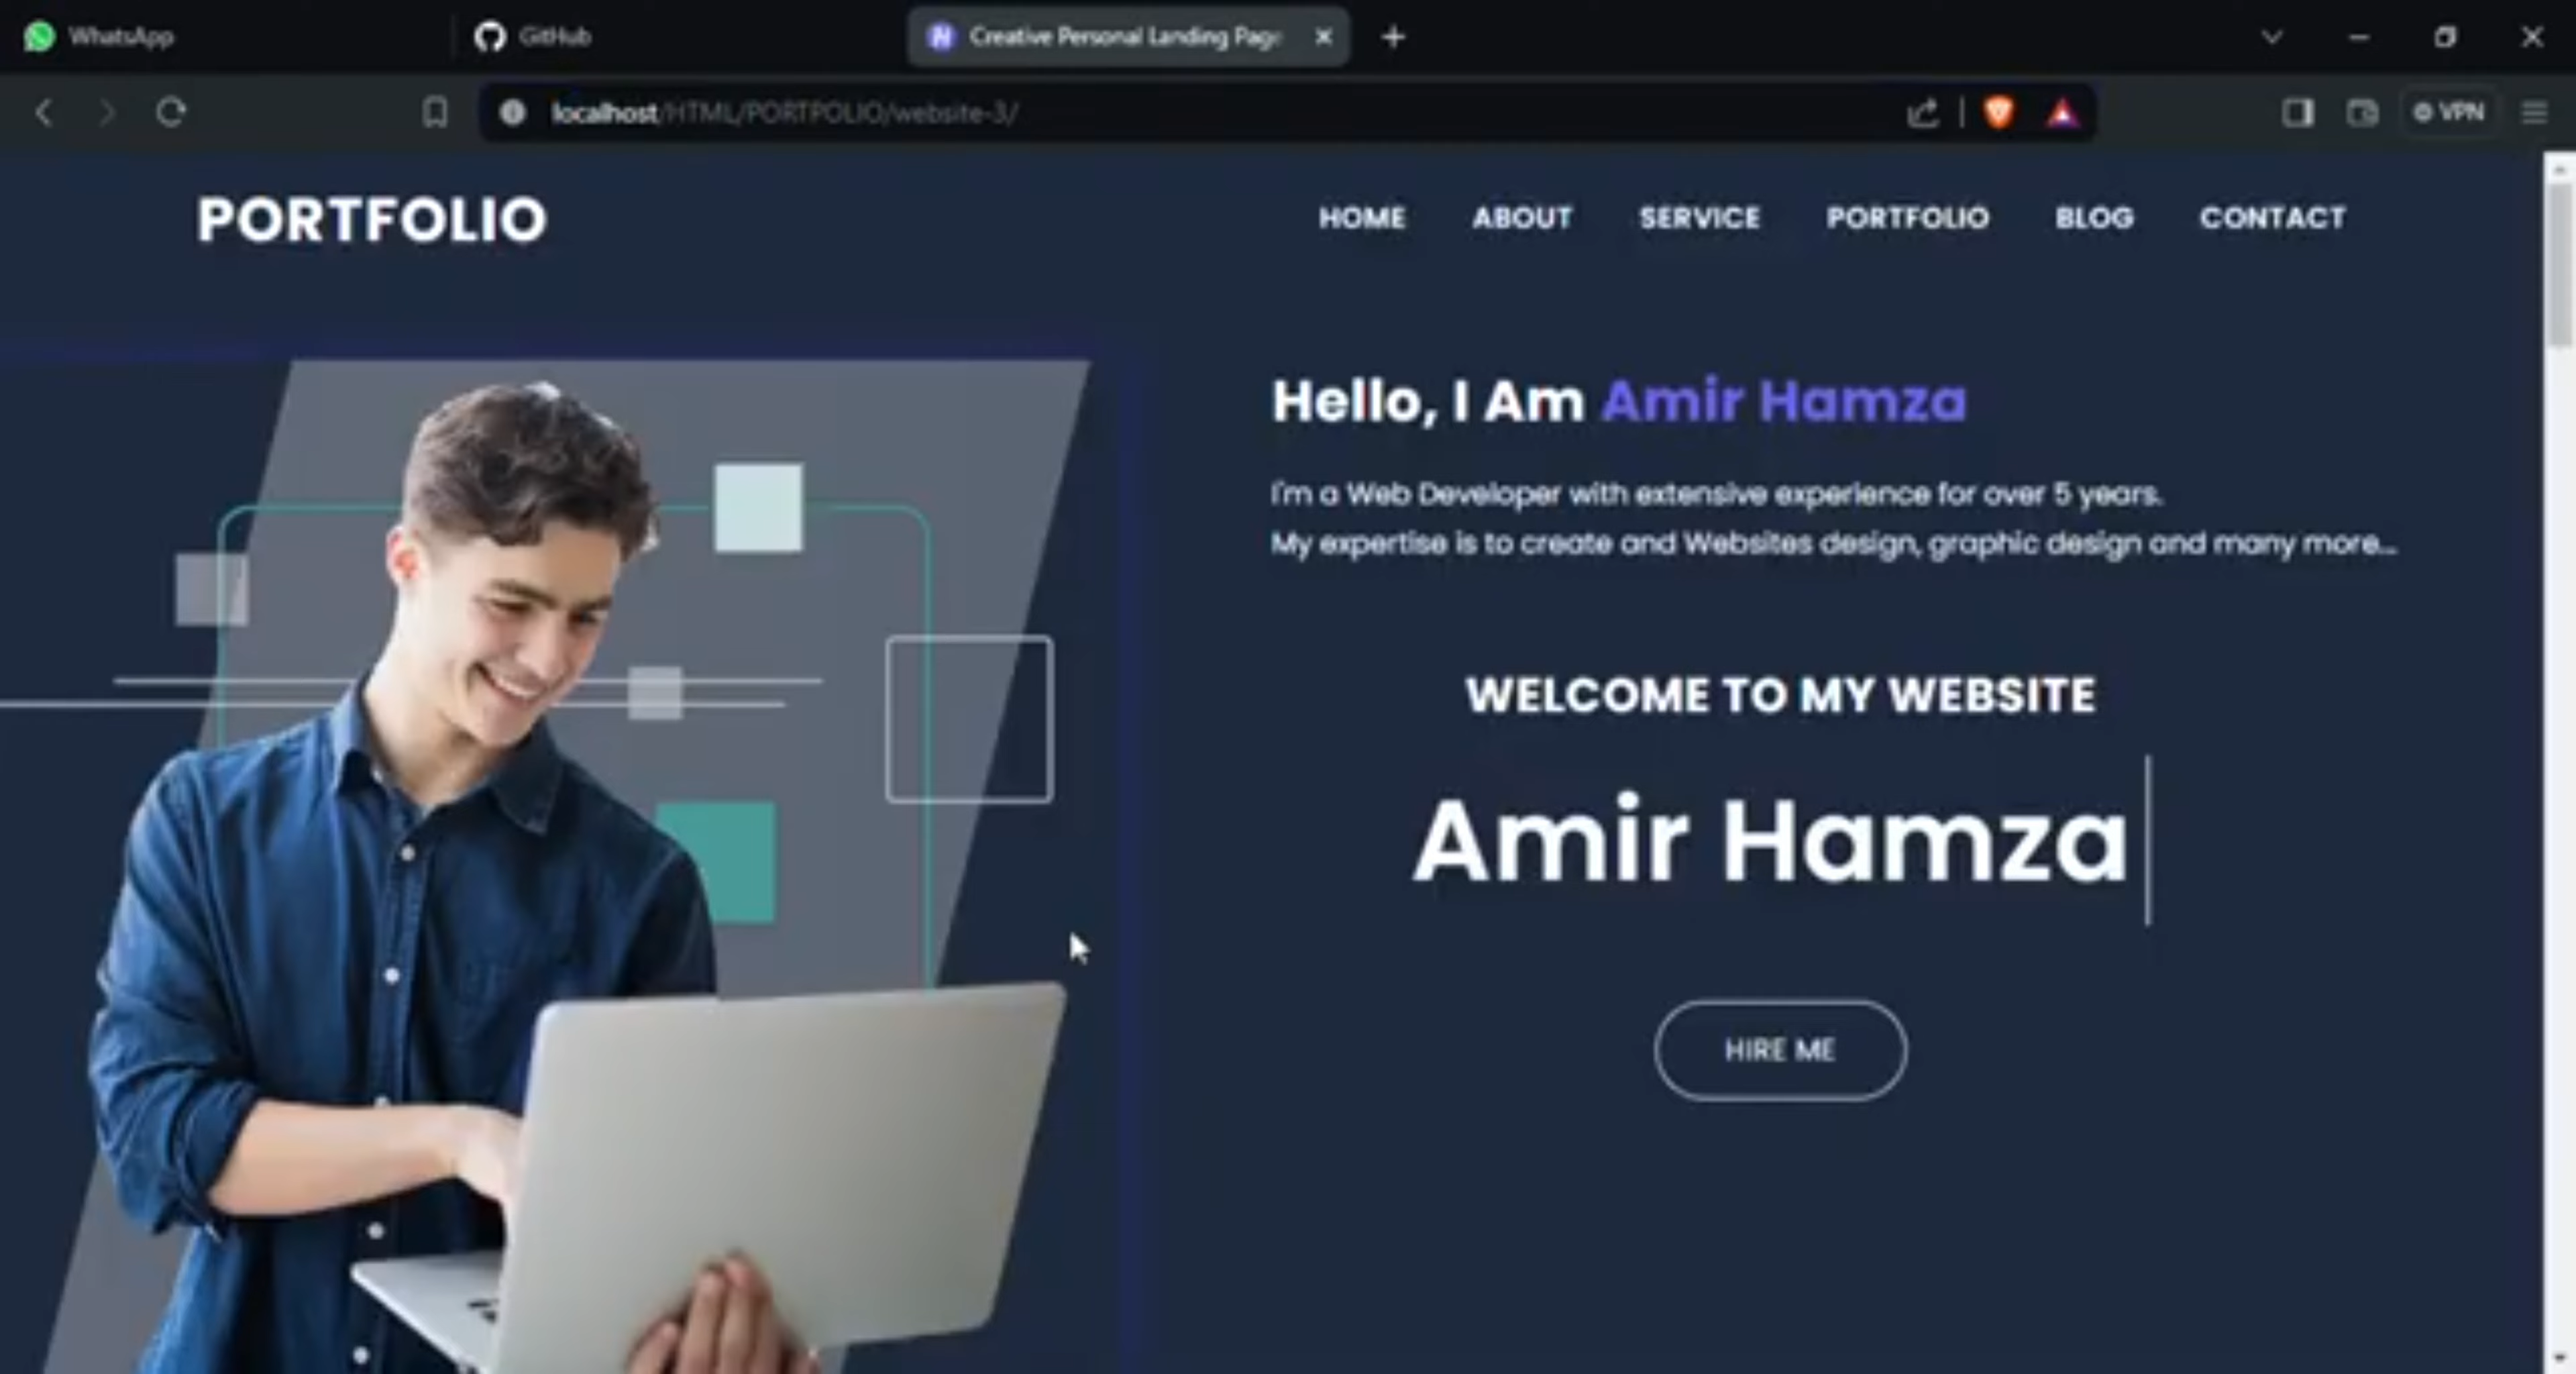 WhatsApp
GitHub
Creative Personal Landing Page
localhost/HTML/PORTPOLIO/website-3/
VPN
PORTFOLIO
HOME ABOUT SERVICE PORTFOLIO BLOG CONTACT
Hello, I Am Amir Hamza
I'm a Web Developer with extensive experience for over 5 years.
My expertise is to create and Websites design, graphic design and many more...
WELCOME TO MY WEBSITE
Amir Hamza
HIRE ME